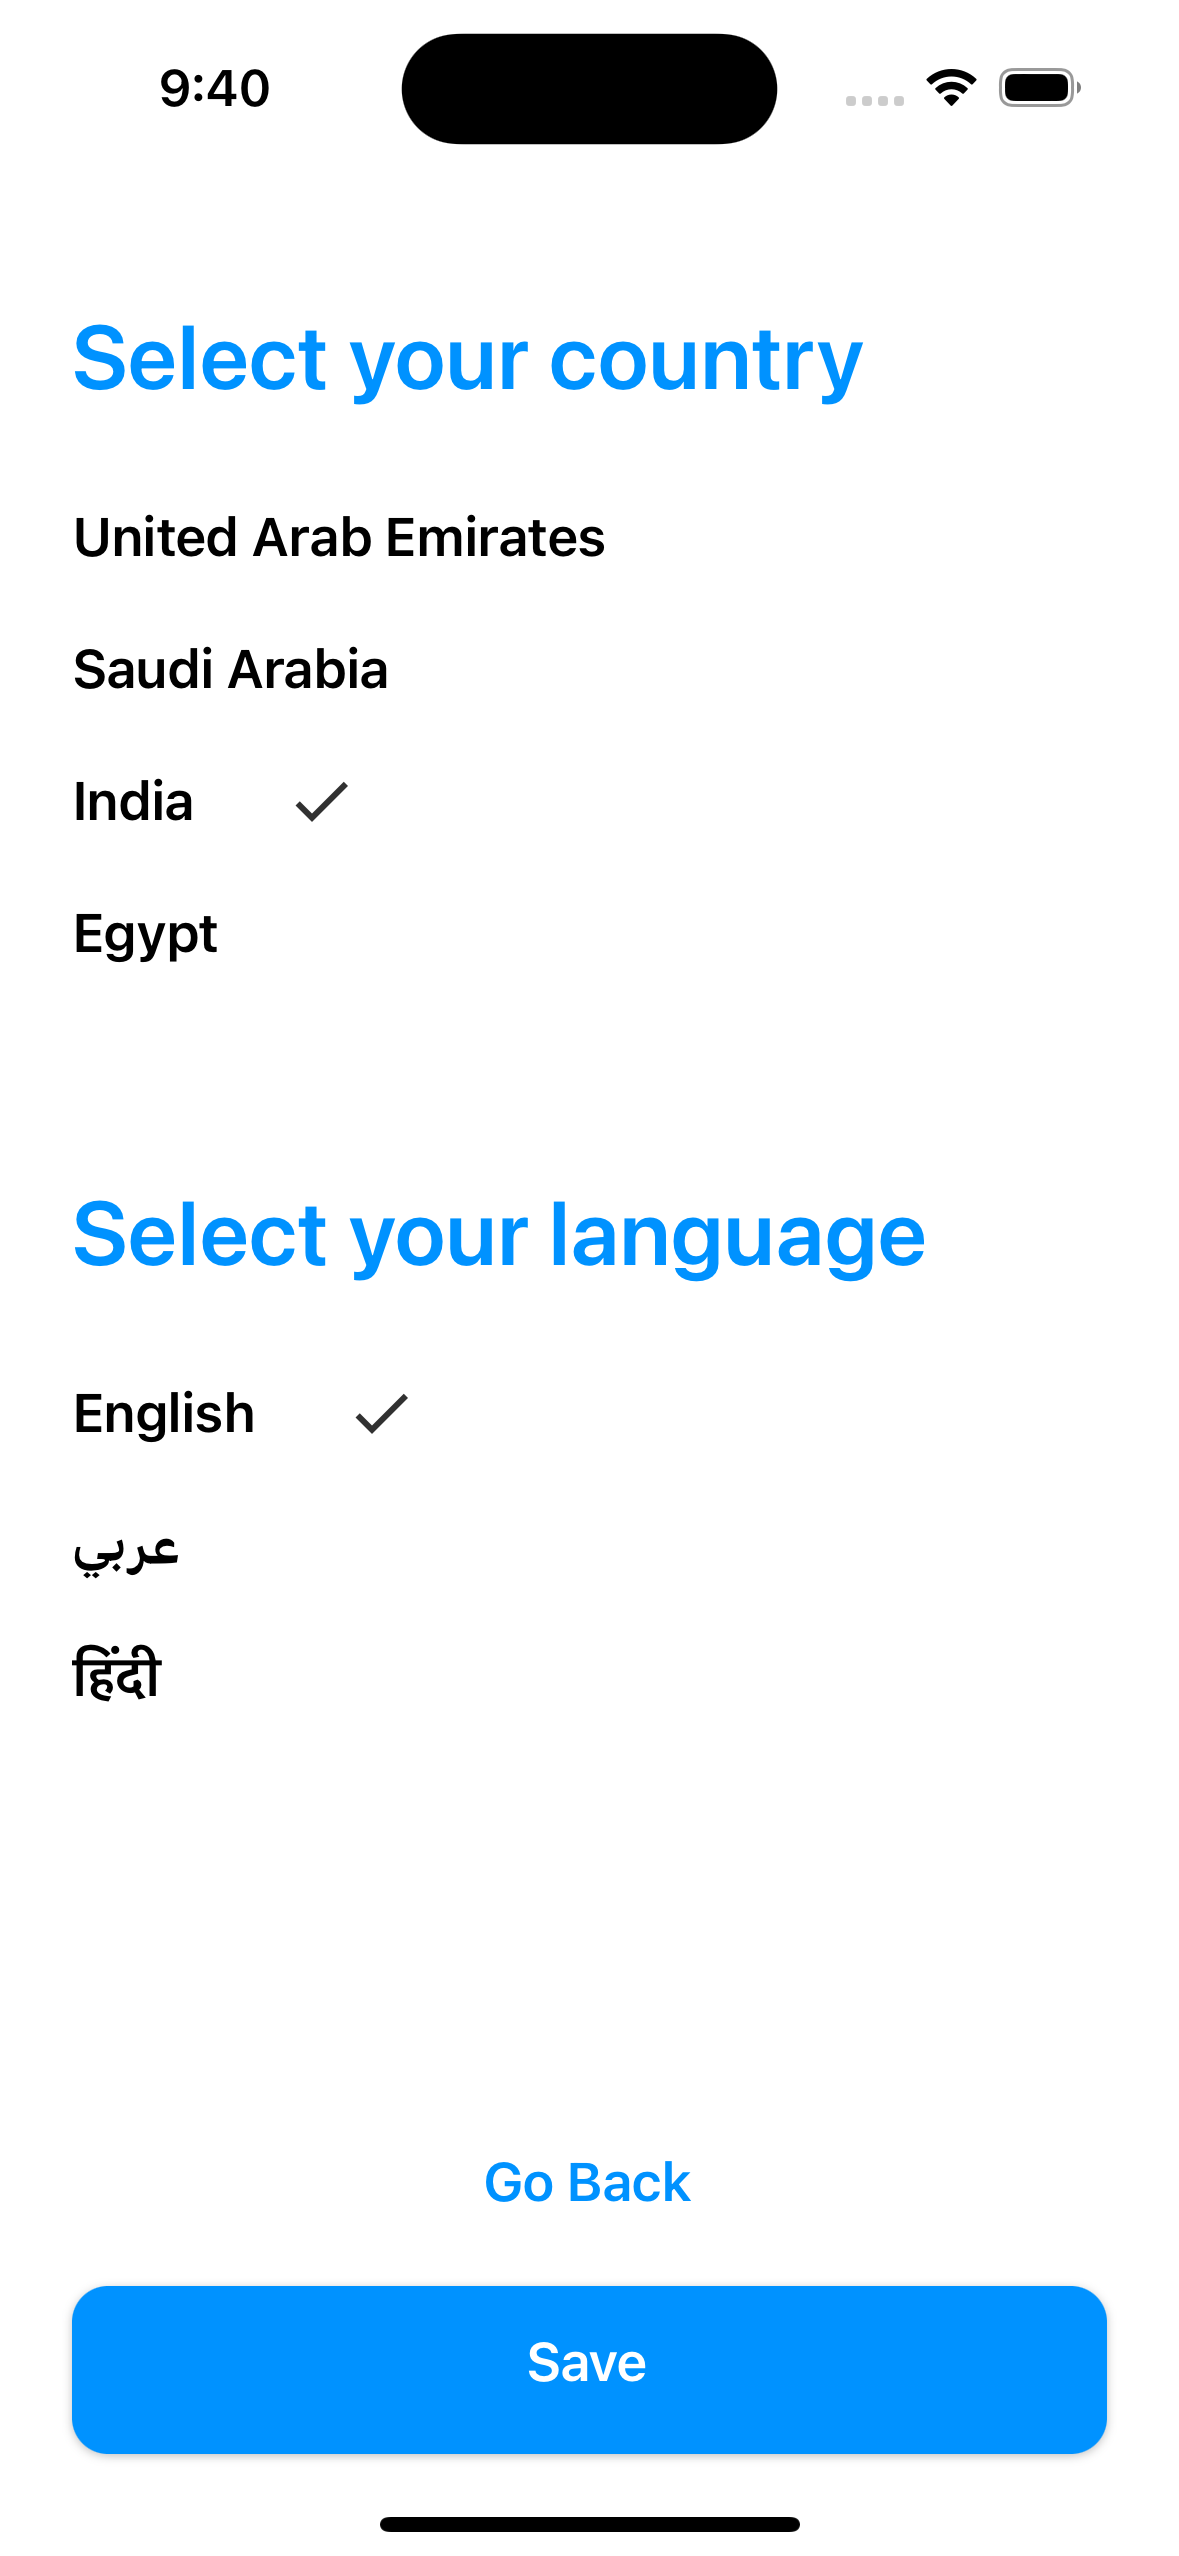 9:40
Select your country
United Arab Emirates
Saudi Arabia
India
Egypt
Select your language
English
عربي
हिंदी
Go Back
Save